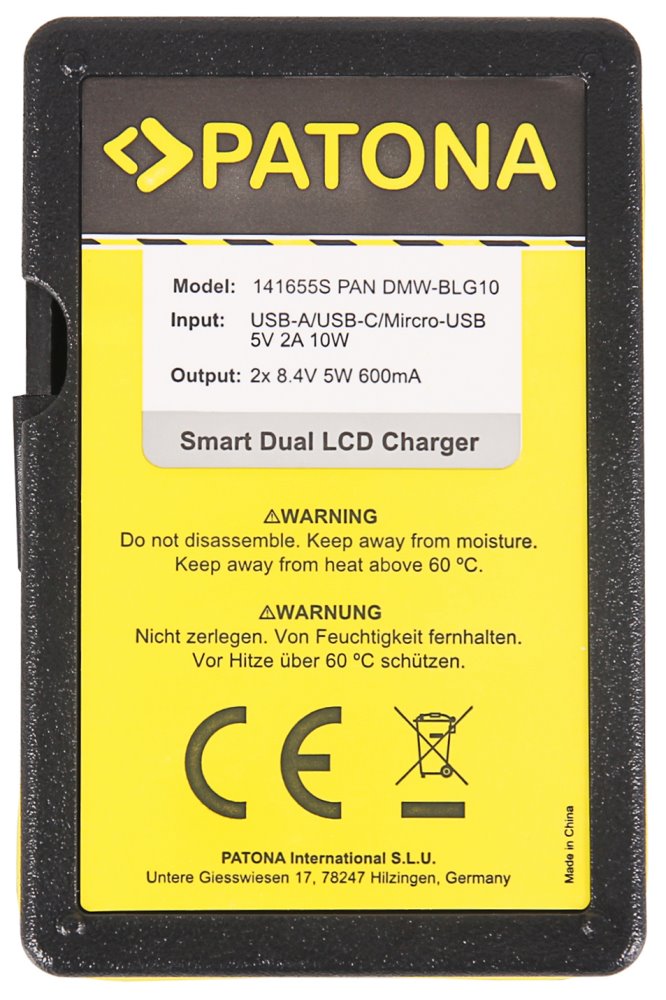 PATONA
Model: 141655S PAN DMW-BLG10
Input: USB-A/USB-C/Mircro-USB
5V 2A 10W
Output: 2x 8.4V 5W 600mA
Smart Dual LCD Charger
⚠WARNING
Do not disassemble. Keep away from moisture.
Keep away from heat above 60 ºC.
⚠WARNUNG
Nicht zerlegen. Von Feuchtigkeit fernhalten.
Vor Hitze über 60 ºC schützen.
CE
PATONA International S.L.U.
Untere Giesswiesen 17, 78247 Hilzingen, Germany
Made in China